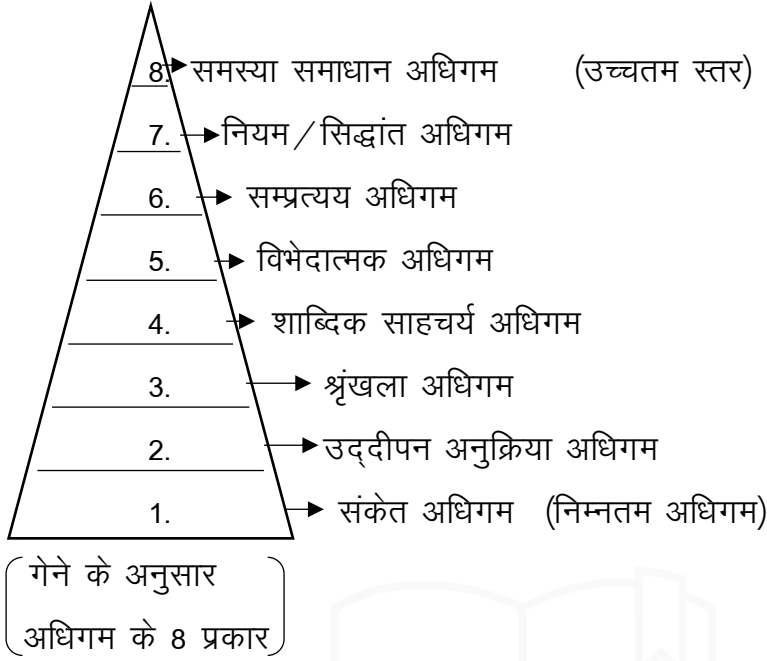 8. समस्या समाधान अधिगम (उच्चतम स्तर)
7. नियम/सिद्धांत अधिगम
6. सम्प्रत्यय अधिगम
5. विभेदात्मक अधिगम
4. शाब्दिक साहचर्य अधिगम
3. श्रृंखला अधिगम
2. उद्दीपन अनुक्रिया अधिगम
1. संकेत अधिगम (निम्नतम अधिगम)
गेने के अनुसार
अधिगम के 8 प्रकार